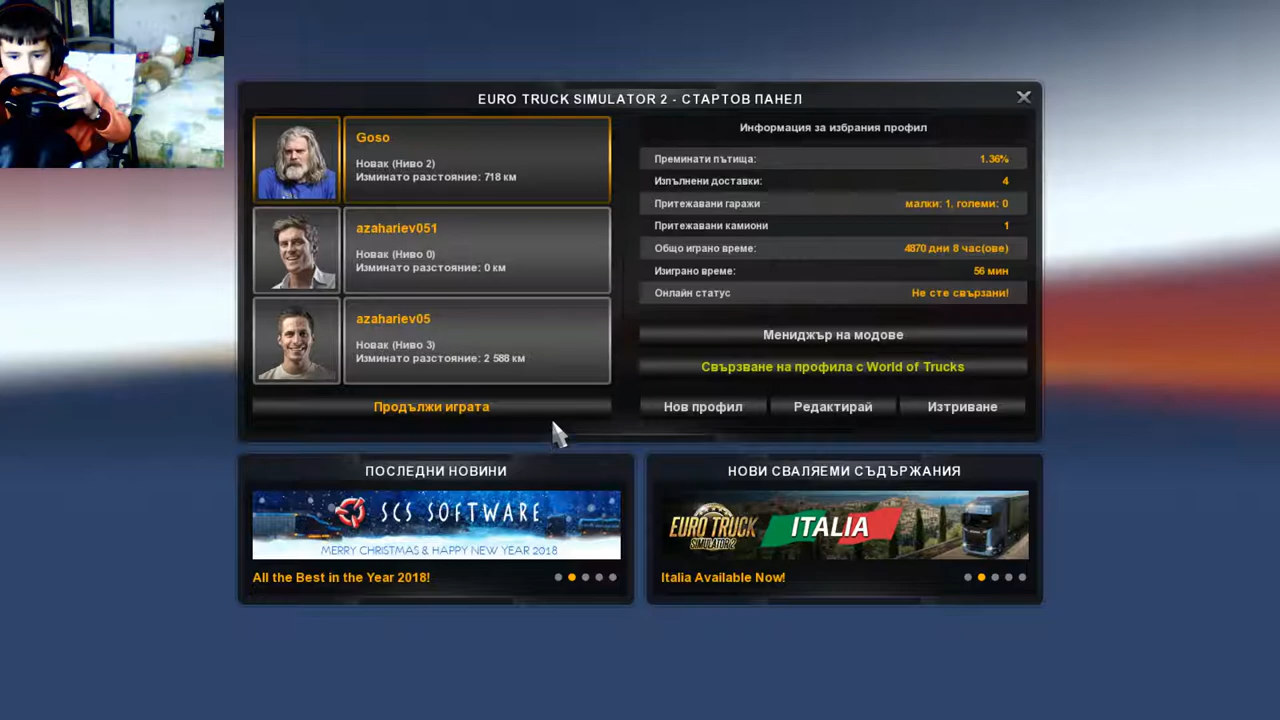 EURO TRUCK SIMULATOR 2 - СТАРТОВ ПАНЕЛ
Goso
Новак (Ниво 2)
Изминато разстояние: 718 км
azahariev051
Новак (Ниво 0)
Изминато разстояние: 0 км
azahariev05
Новак (Ниво 3)
Изминато разстояние: 2 588 км
Продължи играта
Информация за избрания профил
Преминати пътища: 1.36%
Изпълнени доставки: 4
Притежавани гаражи малки: 1, големи: 0
Притежавани камиони 1
Общо играно време: 4870 дни 8 час(ове)
Изиграно време: 56 мин
Онлайн статус Не сте свързани!
Мениджър на модове
Свързване на профила с World of Trucks
Нов профил Редактирай Изтриване
ПОСЛЕДНИ НОВИНИ
SCS SOFTWARE
MERRY CHRISTMAS & HAPPY NEW YEAR 2018
All the Best in the Year 2018!
НОВИ СВАЛЯЕМИ СЪДЪРЖАНИЯ
EURO TRUCK
SIMULATOR 2
ITALIA
Italia Available Now!